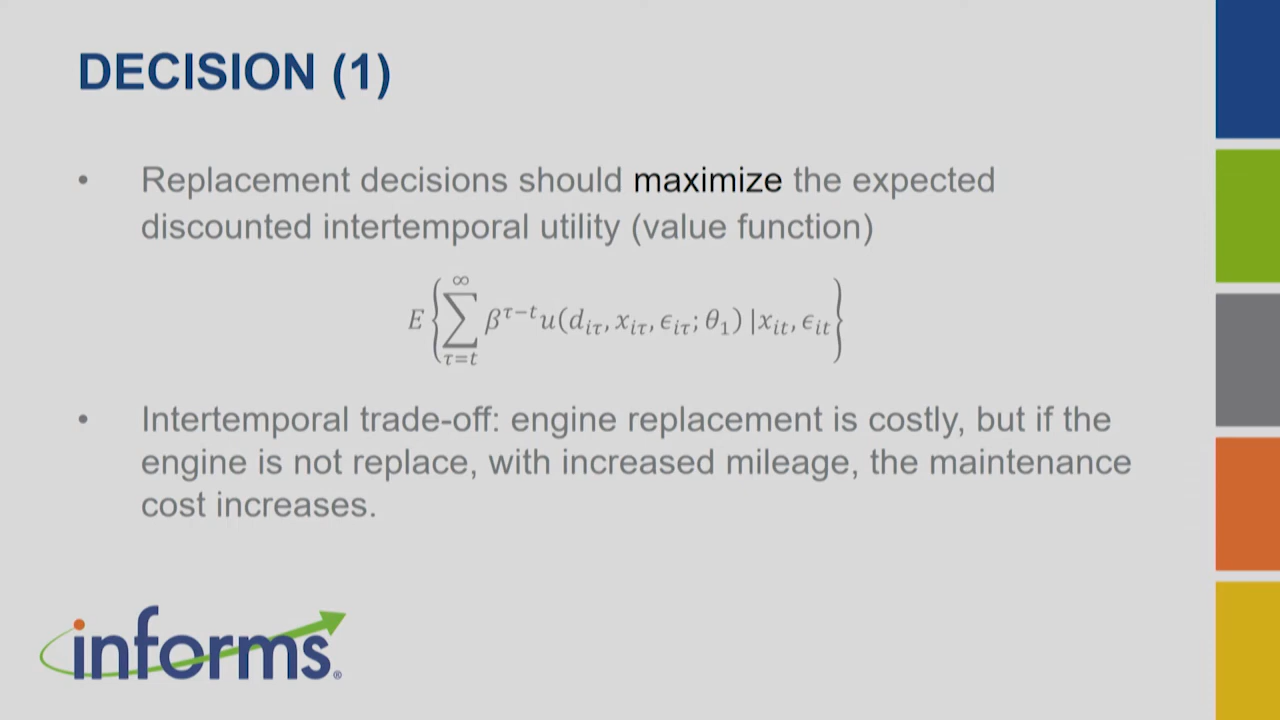 DECISION (1)
• Replacement decisions should maximize the expected
discounted intertemporal utility (value function)
E{∑_{τ=t}^{∞} β^{τ−t}u(d_{iτ}, x_{iτ}, ϵ_{iτ}; θ_1) |x_{it}, ϵ_{it}}
• Intertemporal trade-off: engine replacement is costly, but if the
engine is not replace, with increased mileage, the maintenance
cost increases.
informs®